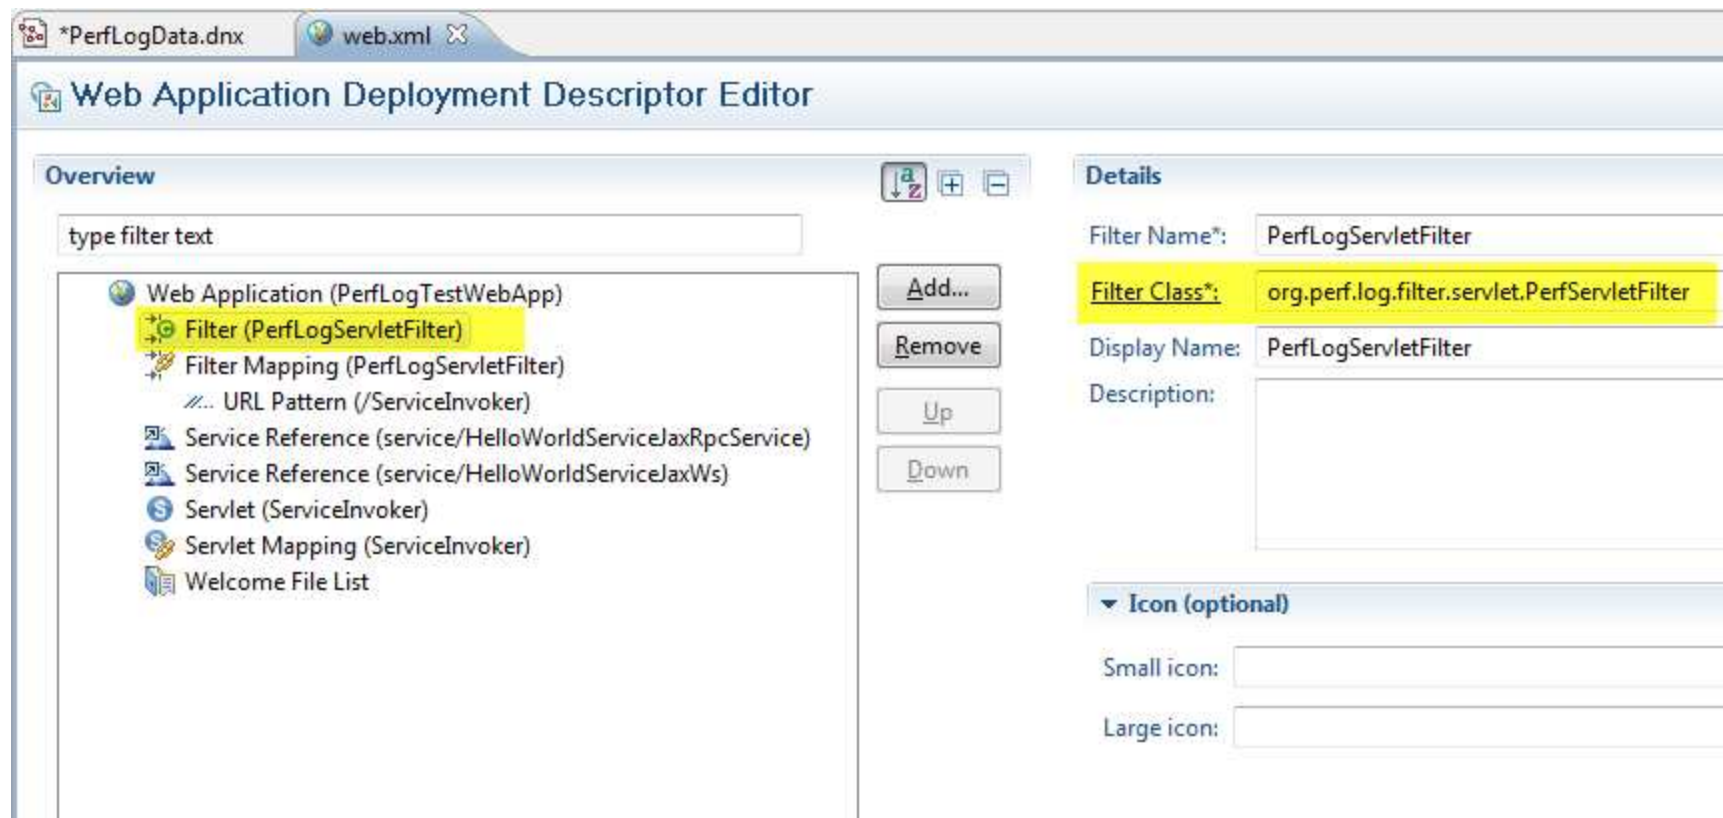 *PerfLogData.dnx
web.xml
Web Application Deployment Descriptor Editor
Overview
type filter text
Web Application (PerfLogTestWebApp)
Filter (PerfLogServletFilter)
Filter Mapping (PerfLogServletFilter)
//... URL Pattern (/ServiceInvoker)
Service Reference (service/HelloWorldServiceJaxRpcService)
Service Reference (service/HelloWorldServiceJaxWs)
Servlet (ServiceInvoker)
Servlet Mapping (ServiceInvoker)
Welcome File List
Add...
Remove
Up
Down
Details
Filter Name*: PerfLogServletFilter
Filter Class*: org.perf.log.filter.servlet.PerfServletFilter
Display Name: PerfLogServletFilter
Description:
Icon (optional)
Small icon:
Large icon: